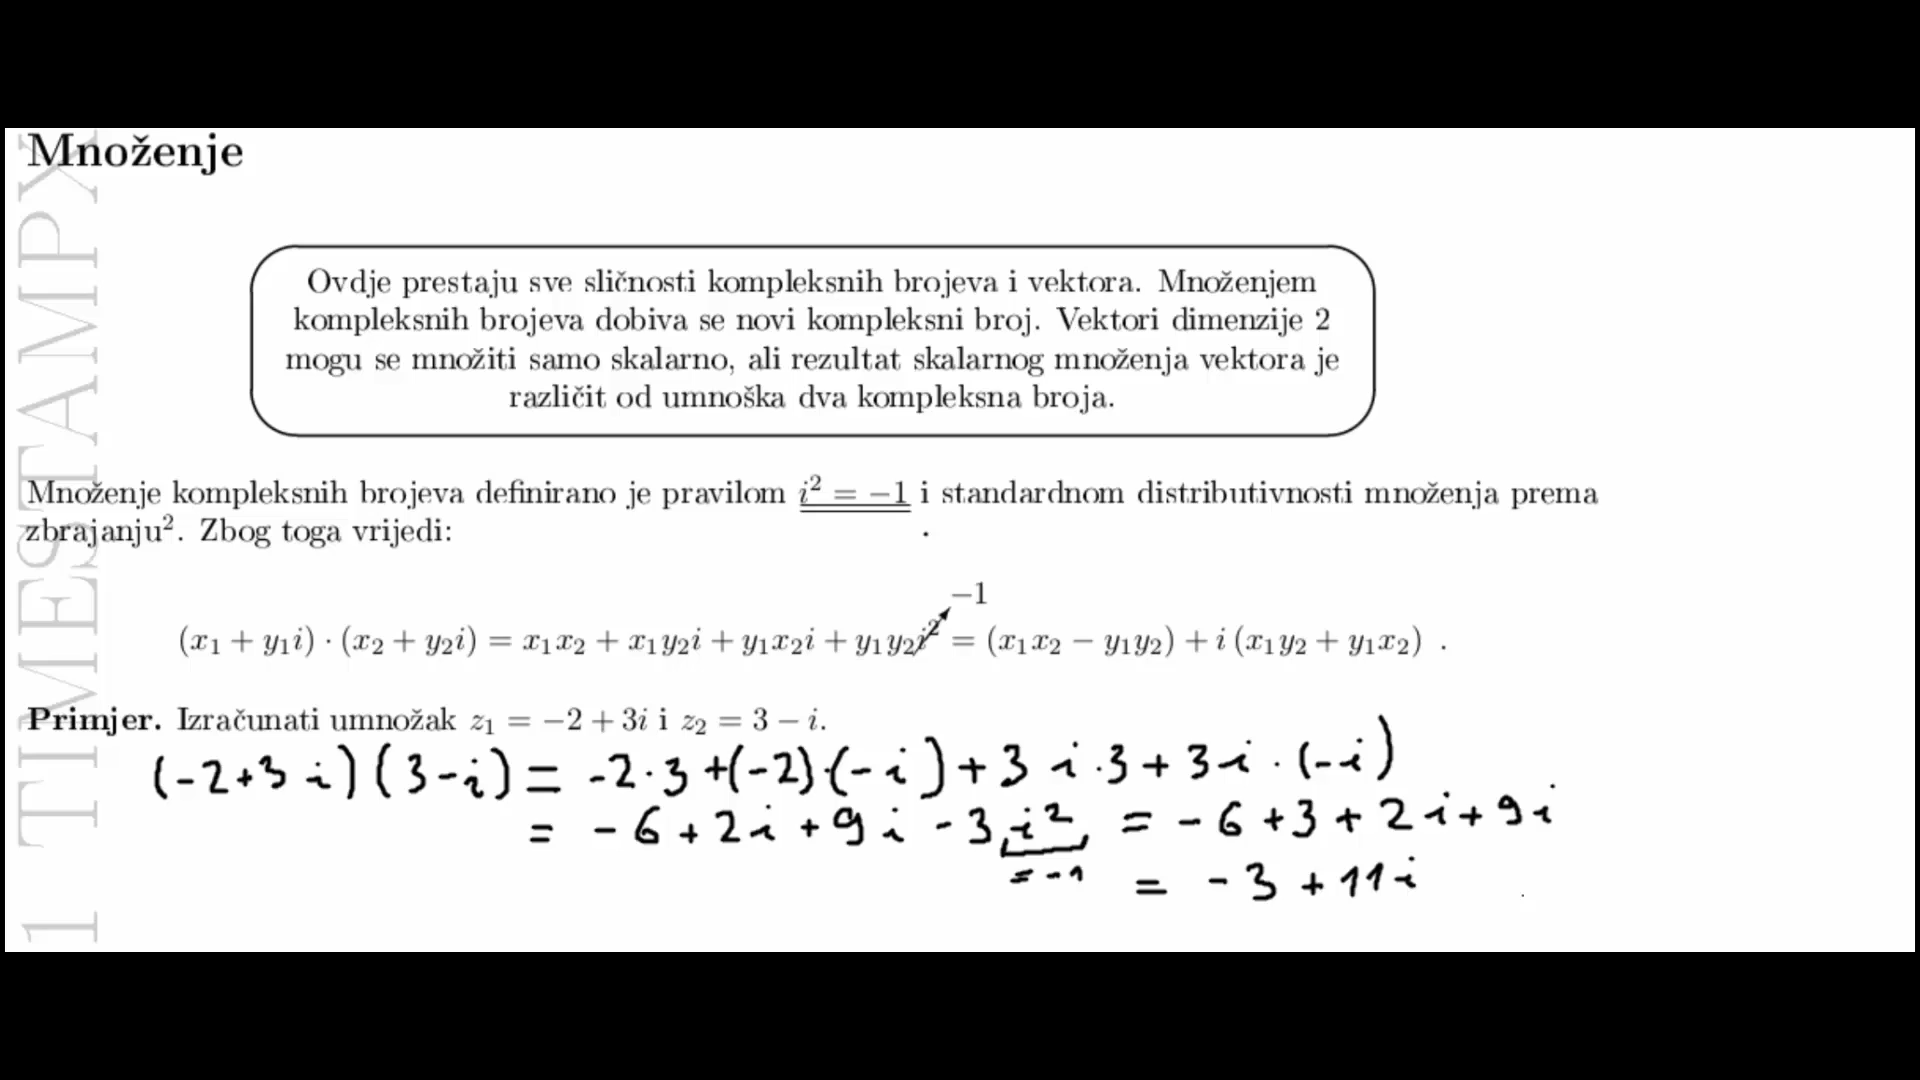 Množenje
Ovdje prestaju sve sličnosti kompleksnih brojeva i vektora. Množenjem
kompleksnih brojeva dobiva se novi kompleksni broj. Vektori dimenzije 2
mogu se množiti samo skalarno, ali rezultat skalarnog množenja vektora je
različit od umnoška dva kompleksna broja.
Množenje kompleksnih brojeva definirano je pravilom i² = −1 i standardnom distributivnosti množenja prema
zbrajanju². Zbog toga vrijedi:
−1
(x₁ + y₁i) · (x₂ + y₂i) = x₁x₂ + x₁y₂i + y₁x₂i + y₁y₂i² = (x₁x₂ − y₁y₂) + i (x₁y₂ + y₁x₂) .
Primjer. Izračunati umnožak z₁ = −2 + 3i i z₂ = 3 − i.
(-2+3i)(3-i) = -2·3+(-2)·(-i)+3i·3+3i·(-i)
= -6+2i+9i-3i² = -6+3+2i+9i
= -1 = -3+11i
1 TIMESTAMPX